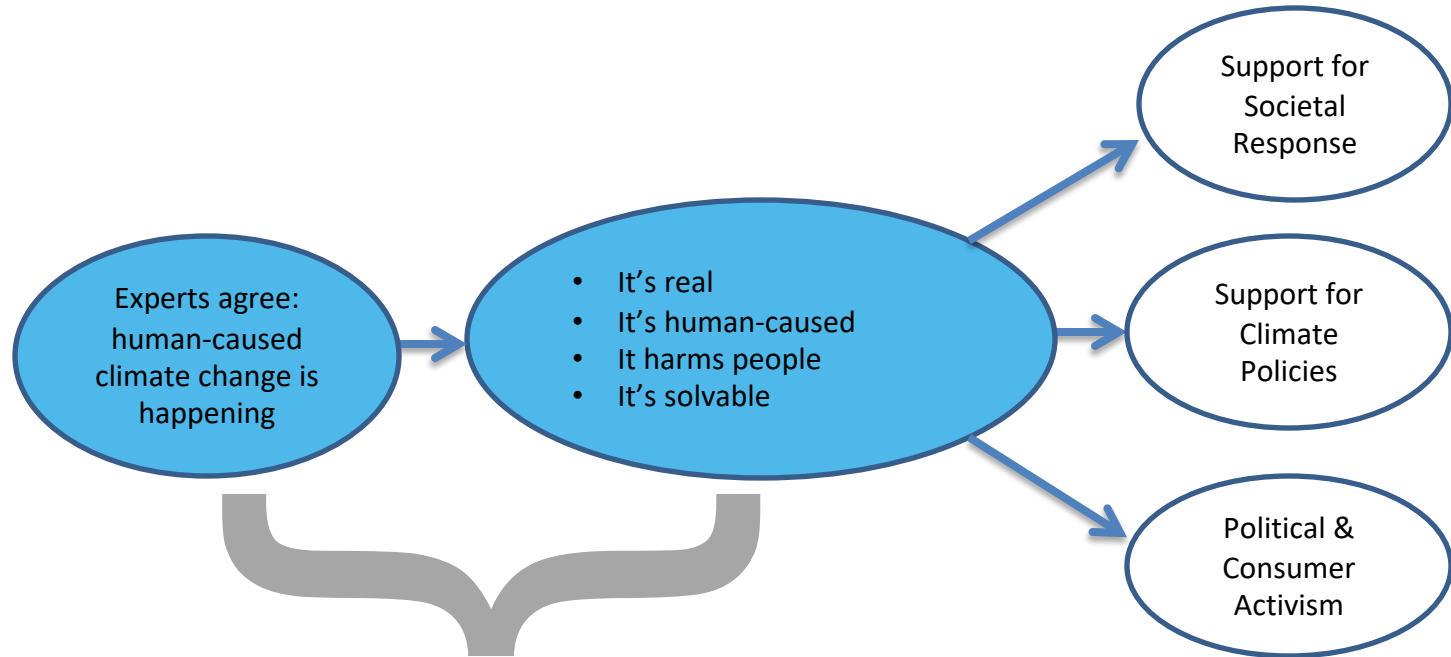 Experts agree:
human-caused
climate change is
happening
• It’s real
• It’s human-caused
• It harms people
• It’s solvable
Support for
Societal
Response
Support for
Climate
Policies
Political &
Consumer
Activism